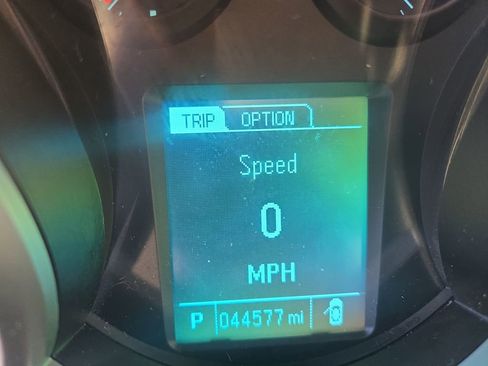 TRIP OPTION
Speed
0
MPH
P 044577 mi